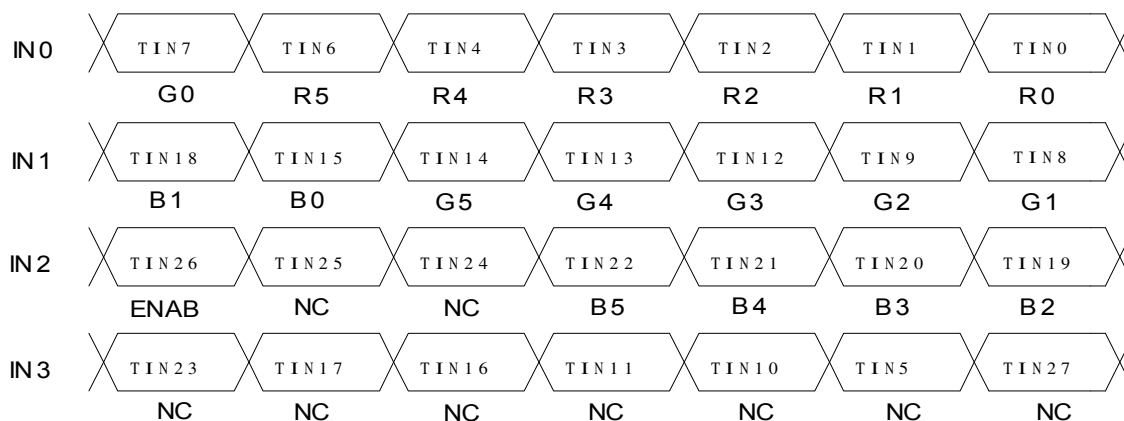 IN0 TIN7 TIN6 TIN4 TIN3 TIN2 TIN1 TIN0
G0 R5 R4 R3 R2 R1 R0
IN1 TIN18 TIN15 TIN14 TIN13 TIN12 TIN9 TIN8
B1 B0 G5 G4 G3 G2 G1
IN2 TIN26 TIN25 TIN24 TIN22 TIN21 TIN20 TIN19
ENAB NC NC B5 B4 B3 B2
IN3 TIN23 TIN17 TIN16 TIN11 TIN10 TIN5 TIN27
NC NC NC NC NC NC NC